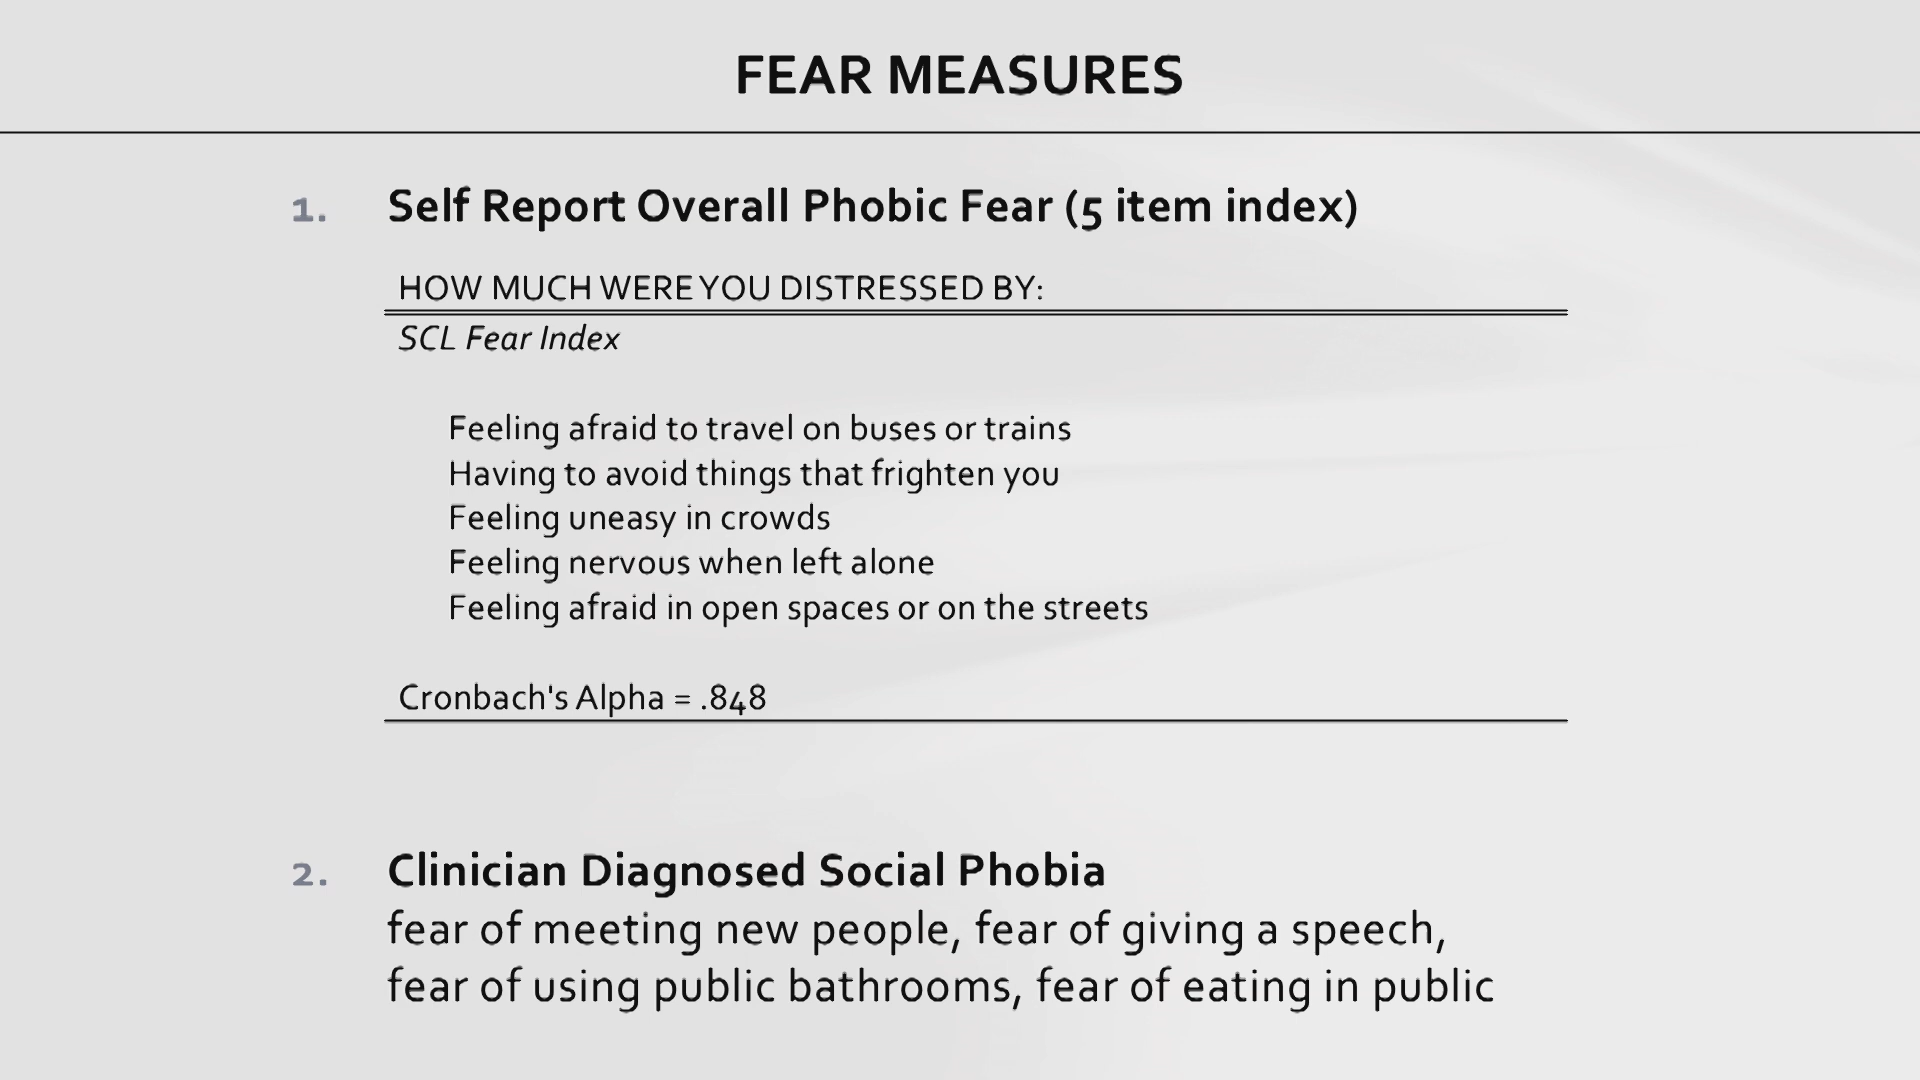 FEAR MEASURES
1. Self Report Overall Phobic Fear (5 item index)
HOW MUCH WERE YOU DISTRESSED BY:
SCL Fear Index
Feeling afraid to travel on buses or trains
Having to avoid things that frighten you
Feeling uneasy in crowds
Feeling nervous when left alone
Feeling afraid in open spaces or on the streets
Cronbach's Alpha = .848
2. Clinician Diagnosed Social Phobia
fear of meeting new people, fear of giving a speech,
fear of using public bathrooms, fear of eating in public